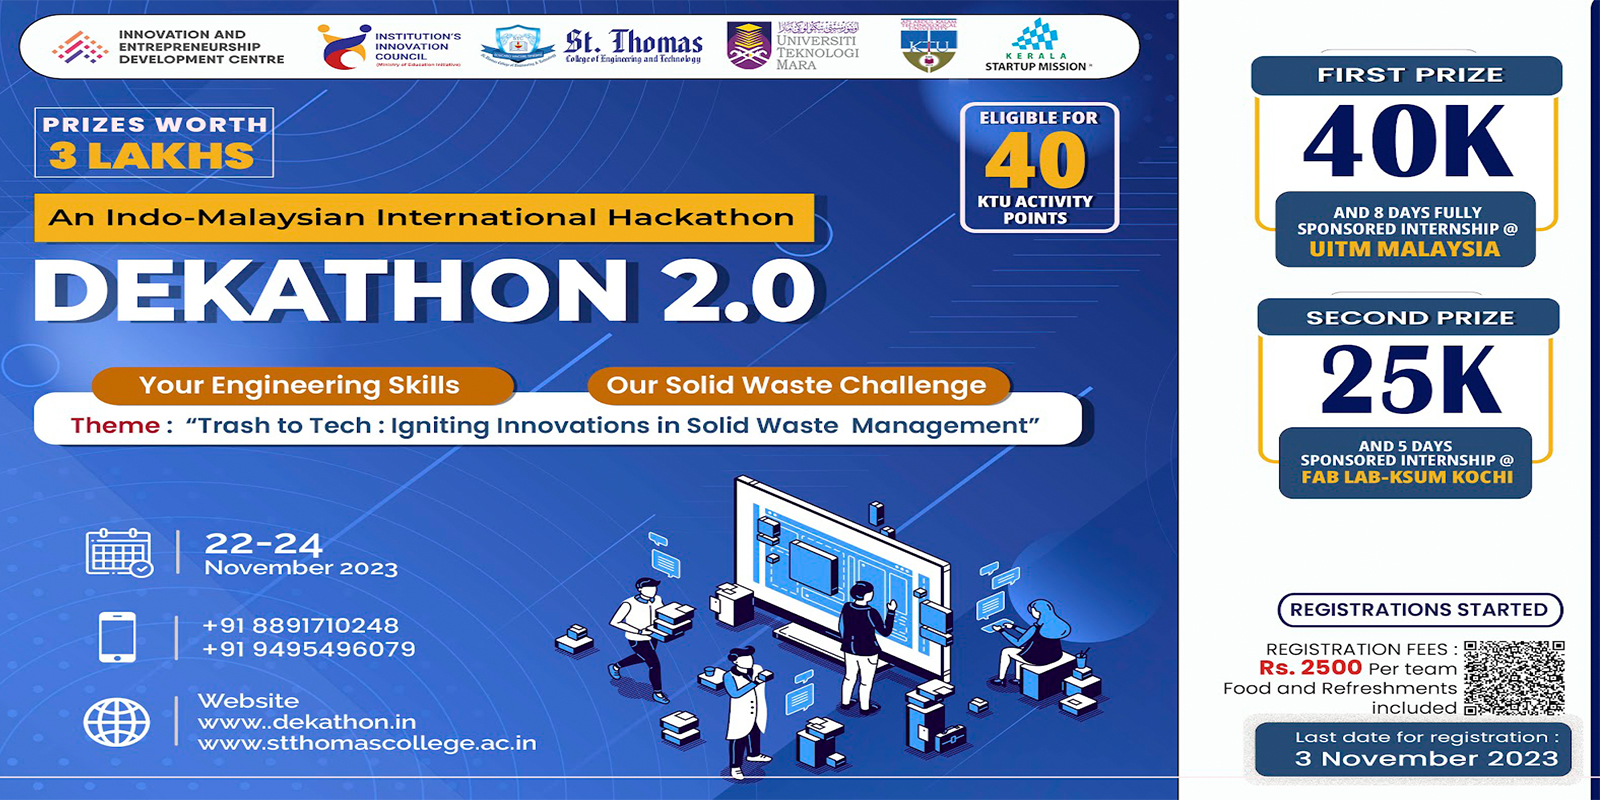 INNOVATION AND
ENTREPRENEURSHIP
DEVELOPMENT CENTRE
INSTITUTION'S
INNOVATION
COUNCIL
(Ministry of Education Initiative)
St. Thomas
College of Engineering and Technology
UNIVERSITI
TEKNOLOGI
MARA
KTU
KERALA
STARTUP MISSION
PRIZES WORTH
3 LAKHS
ELIGIBLE FOR
40
KTU ACTIVITY
POINTS
An Indo-Malaysian International Hackathon
DEKATHON 2.0
Your Engineering Skills
Our Solid Waste Challenge
Theme : “Trash to Tech : Igniting Innovations in Solid Waste Management”
22-24
November 2023
+91 8891710248
+91 9495496079
Website
www..dekathon.in
www.stthomascollege.ac.in
FIRST PRIZE
40K
AND 8 DAYS FULLY
SPONSORED INTERNSHIP @
UITM MALAYSIA
SECOND PRIZE
25K
AND 5 DAYS
SPONSORED INTERNSHIP @
FAB LAB-KSUM KOCHI
REGISTRATIONS STARTED
REGISTRATION FEES :
Rs. 2500 Per team
Food and Refreshments
included
Last date for registration :
3 November 2023